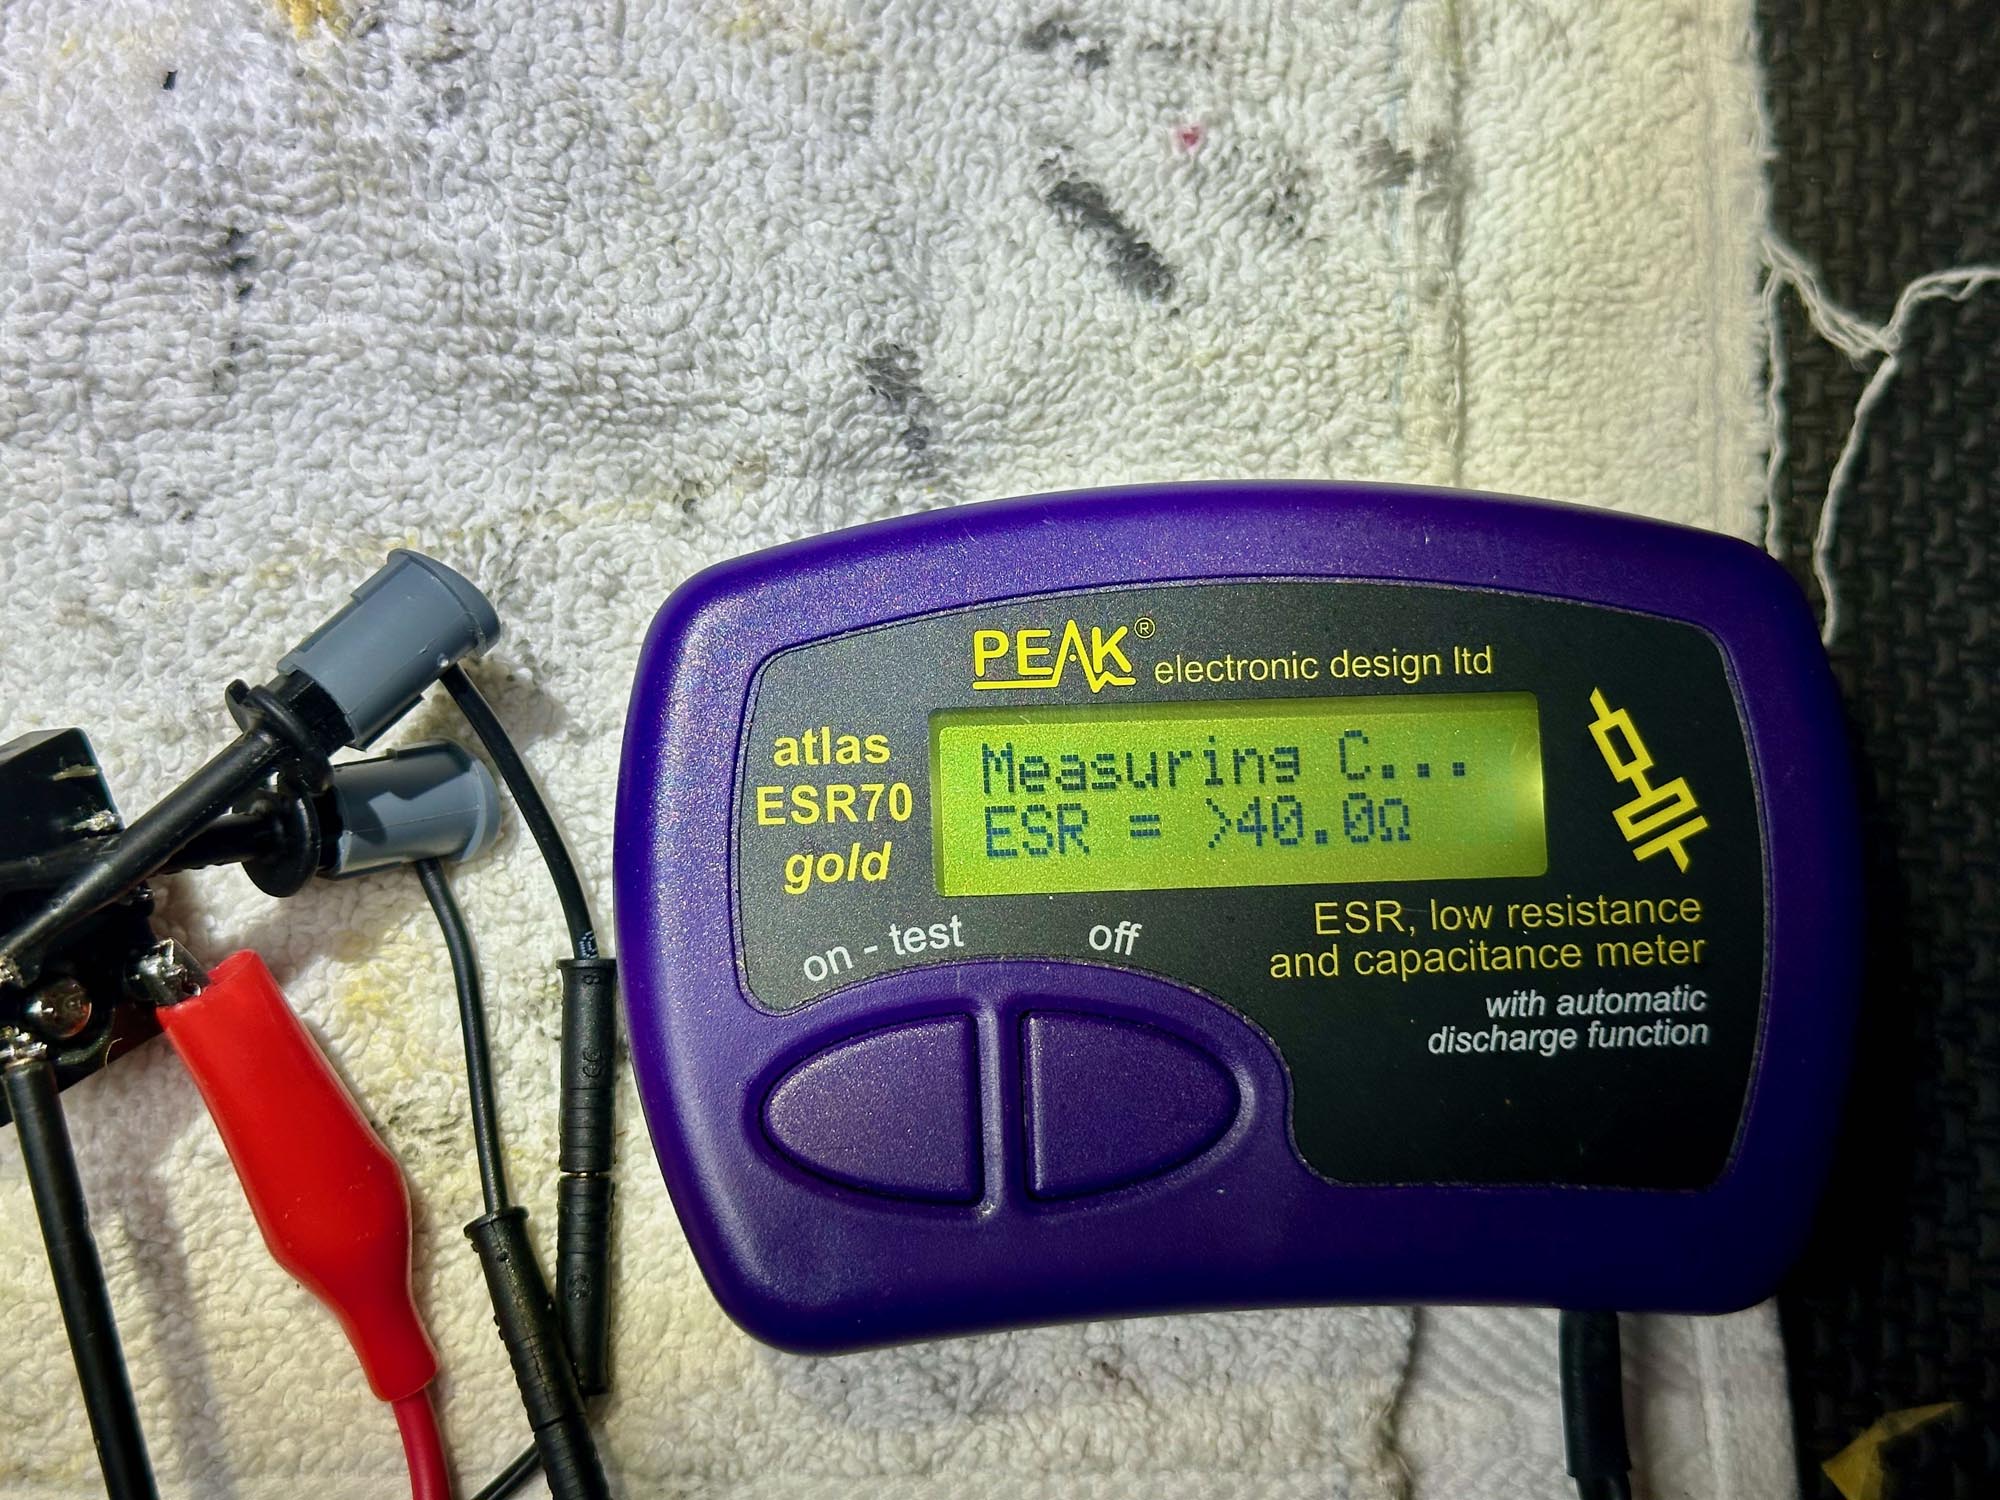 PEAK® electronic design ltd
atlas
ESR70
gold
Measuring C...
ESR = >40.0Ω
on - test
off
ESR, low resistance
and capacitance meter
with automatic
discharge function